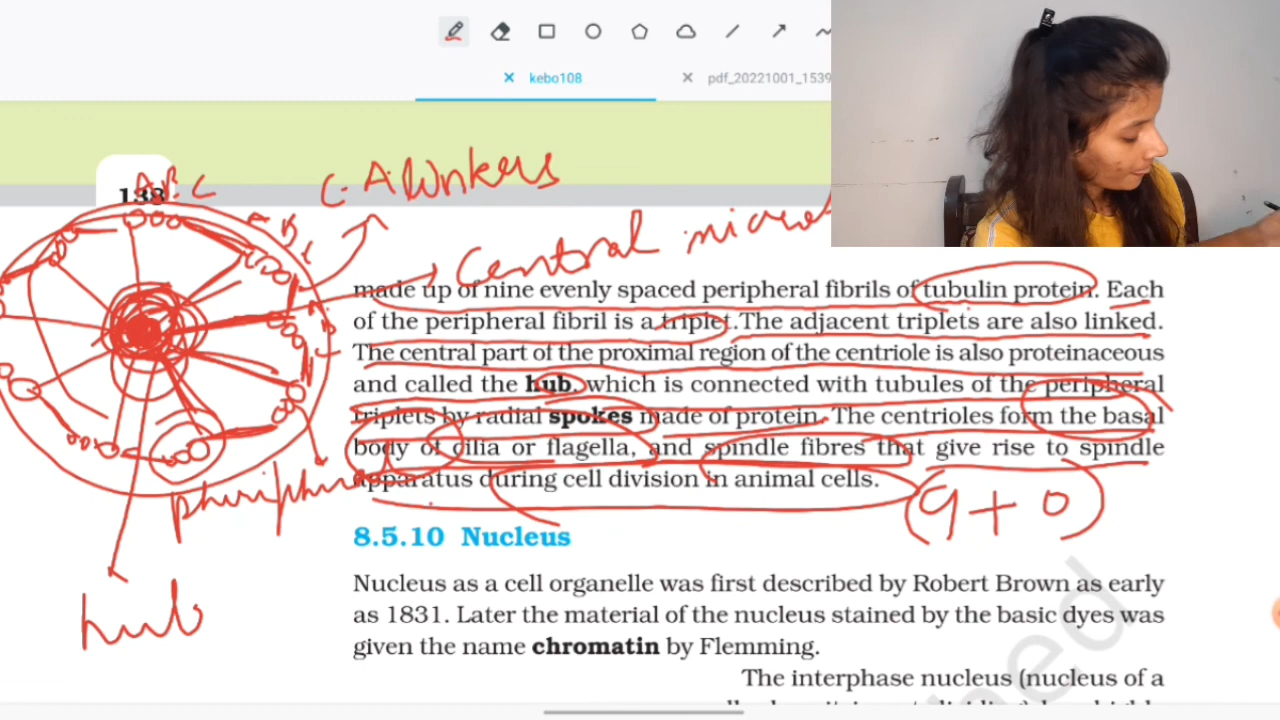 kebo108
pdf_20221001_1539
138
A B C
C-A linkers
A B C
Central
made up of nine evenly spaced peripheral fibrils of tubulin protein. Each
of the peripheral fibril is a triplet. The adjacent triplets are also linked.
The central part of the proximal region of the centriole is also proteinaceous
and called the hub, which is connected with tubules of the peripheral
triplets by radial spokes made of protein. The centrioles form the basal
body of cilia or flagella, and spindle fibres that give rise to spindle
apparatus during cell division in animal cells.
(9+0)
hub
8.5.10 Nucleus
Nucleus as a cell organelle was first described by Robert Brown as early
as 1831. Later the material of the nucleus stained by the basic dyes was
given the name chromatin by Flemming.
The interphase nucleus (nucleus of a